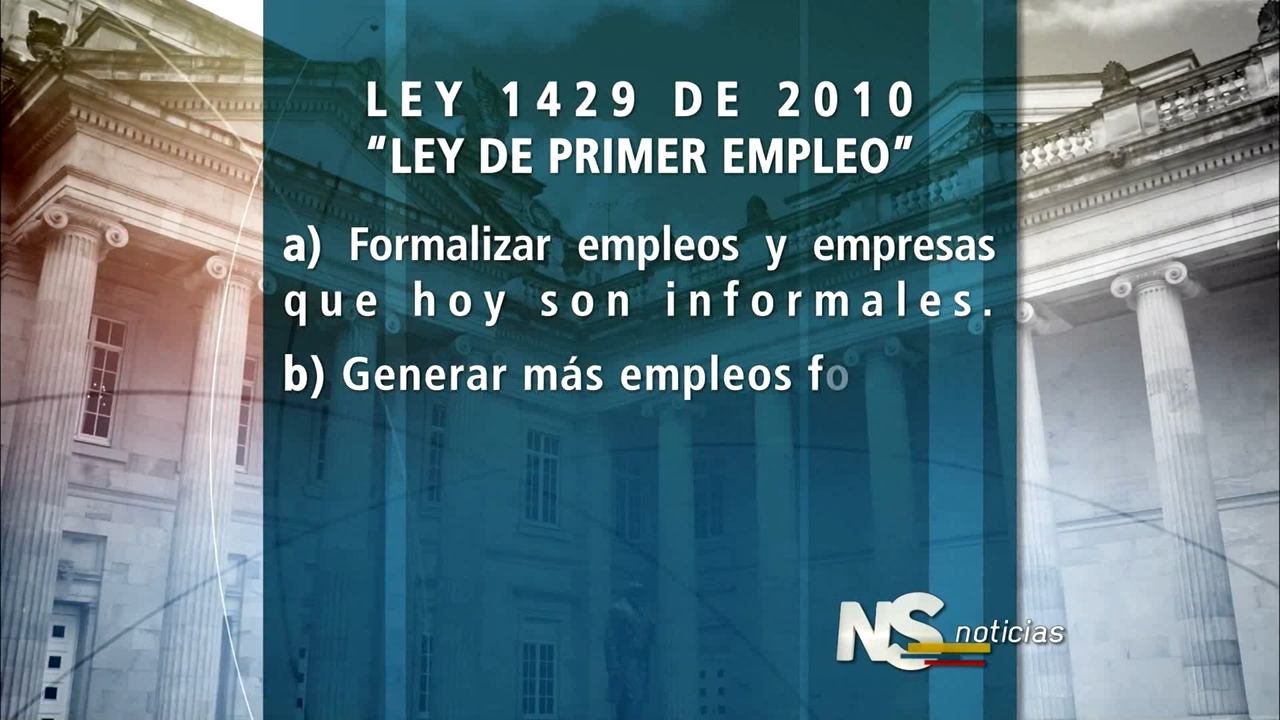 LEY 1429 DE 2010
“LEY DE PRIMER EMPLEO”
a) Formalizar empleos y empresas
que hoy son informales.
b) Generar más empleos fo
NS noticias